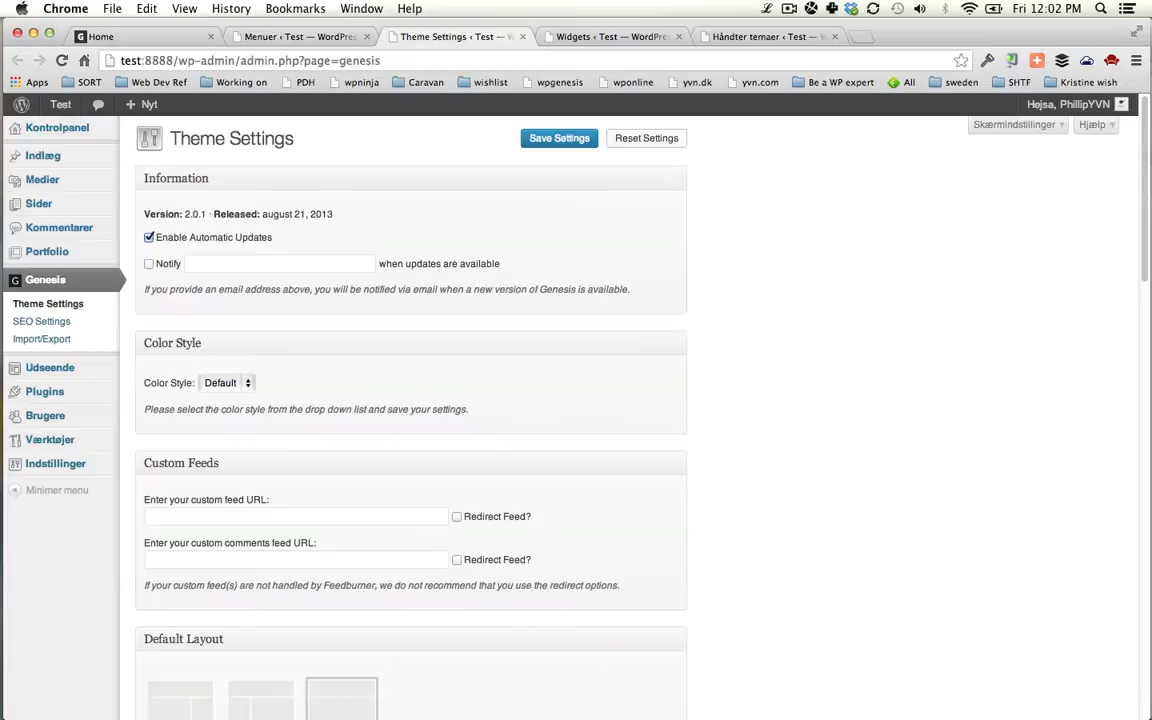 Chrome File Edit View History Bookmarks Window Help Fri 12:02 PM
Home Menuer ‹ Test — WordPres Theme Settings ‹ Test — W Widgets ‹ Test — WordPres Håndter temaer ‹ Test — W
test:8888/wp-admin/admin.php?page=genesis
Apps SORT Web Dev Ref Working on PDH wpninja Caravan wishlist wpgenesis wponline yvn.dk yvn.com Be a WP expert All sweden SHTF Kristine wish
Test + Nyt Hejsa, PhillipYVN
Skærmindstillinger Hjælp
Kontrolpanel
Indlæg
Medier
Sider
Kommentarer
Portfolio
G Genesis
Theme Settings
SEO Settings
Import/Export
Udseende
Plugins
Brugere
Værktøjer
Indstillinger
Minimer menu
Theme Settings Save Settings Reset Settings
Information
Version: 2.0.1 · Released: august 21, 2013
Enable Automatic Updates
Notify when updates are available
If you provide an email address above, you will be notified via email when a new version of Genesis is available.
Color Style
Color Style: Default
Please select the color style from the drop down list and save your settings.
Custom Feeds
Enter your custom feed URL:
Redirect Feed?
Enter your custom comments feed URL:
Redirect Feed?
If your custom feed(s) are not handled by Feedburner, we do not recommend that you use the redirect options.
Default Layout